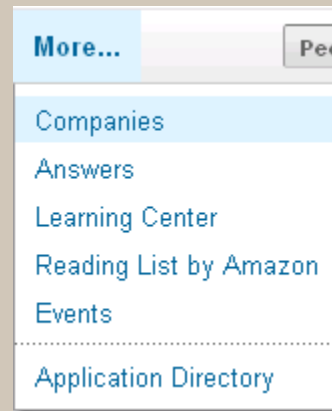 More...
Companies
Answers
Learning Center
Reading List by Amazon
Events
Application Directory